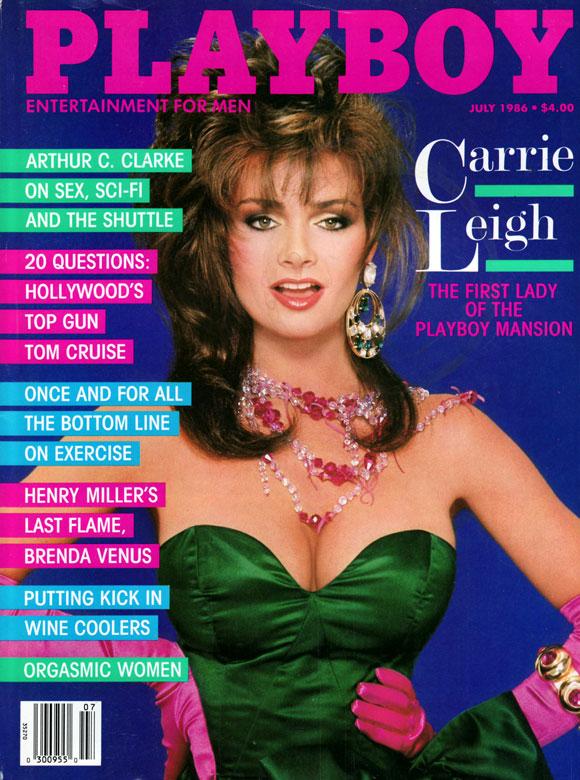 PLAYBOY
ENTERTAINMENT FOR MEN
JULY 1986 • $4.00
Carrie
Leigh
THE FIRST LADY
OF THE
PLAYBOY MANSION
ARTHUR C. CLARKE
ON SEX, SCI-FI
AND THE SHUTTLE
20 QUESTIONS:
HOLLYWOOD'S
TOP GUN
TOM CRUISE
ONCE AND FOR ALL
THE BOTTOM LINE
ON EXERCISE
HENRY MILLER'S
LAST FLAME,
BRENDA VENUS
PUTTING KICK IN
WINE COOLERS
ORGASMIC WOMEN
07
35270
0 300955 0